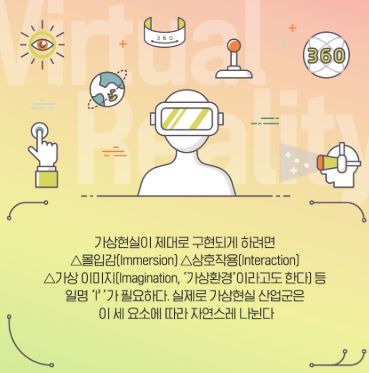 Virtual
Reality
360
360
가상현실이 제대로 구현되게 하려면
△몰입감(Immersion) △상호작용(Interaction)
△가상 이미지(Imagination, ‘가상환경’이라고도 한다) 등
일명 ‘I³’가 필요하다. 실제로 가상현실 산업군은
이 세 요소에 따라 자연스레 나뉜다